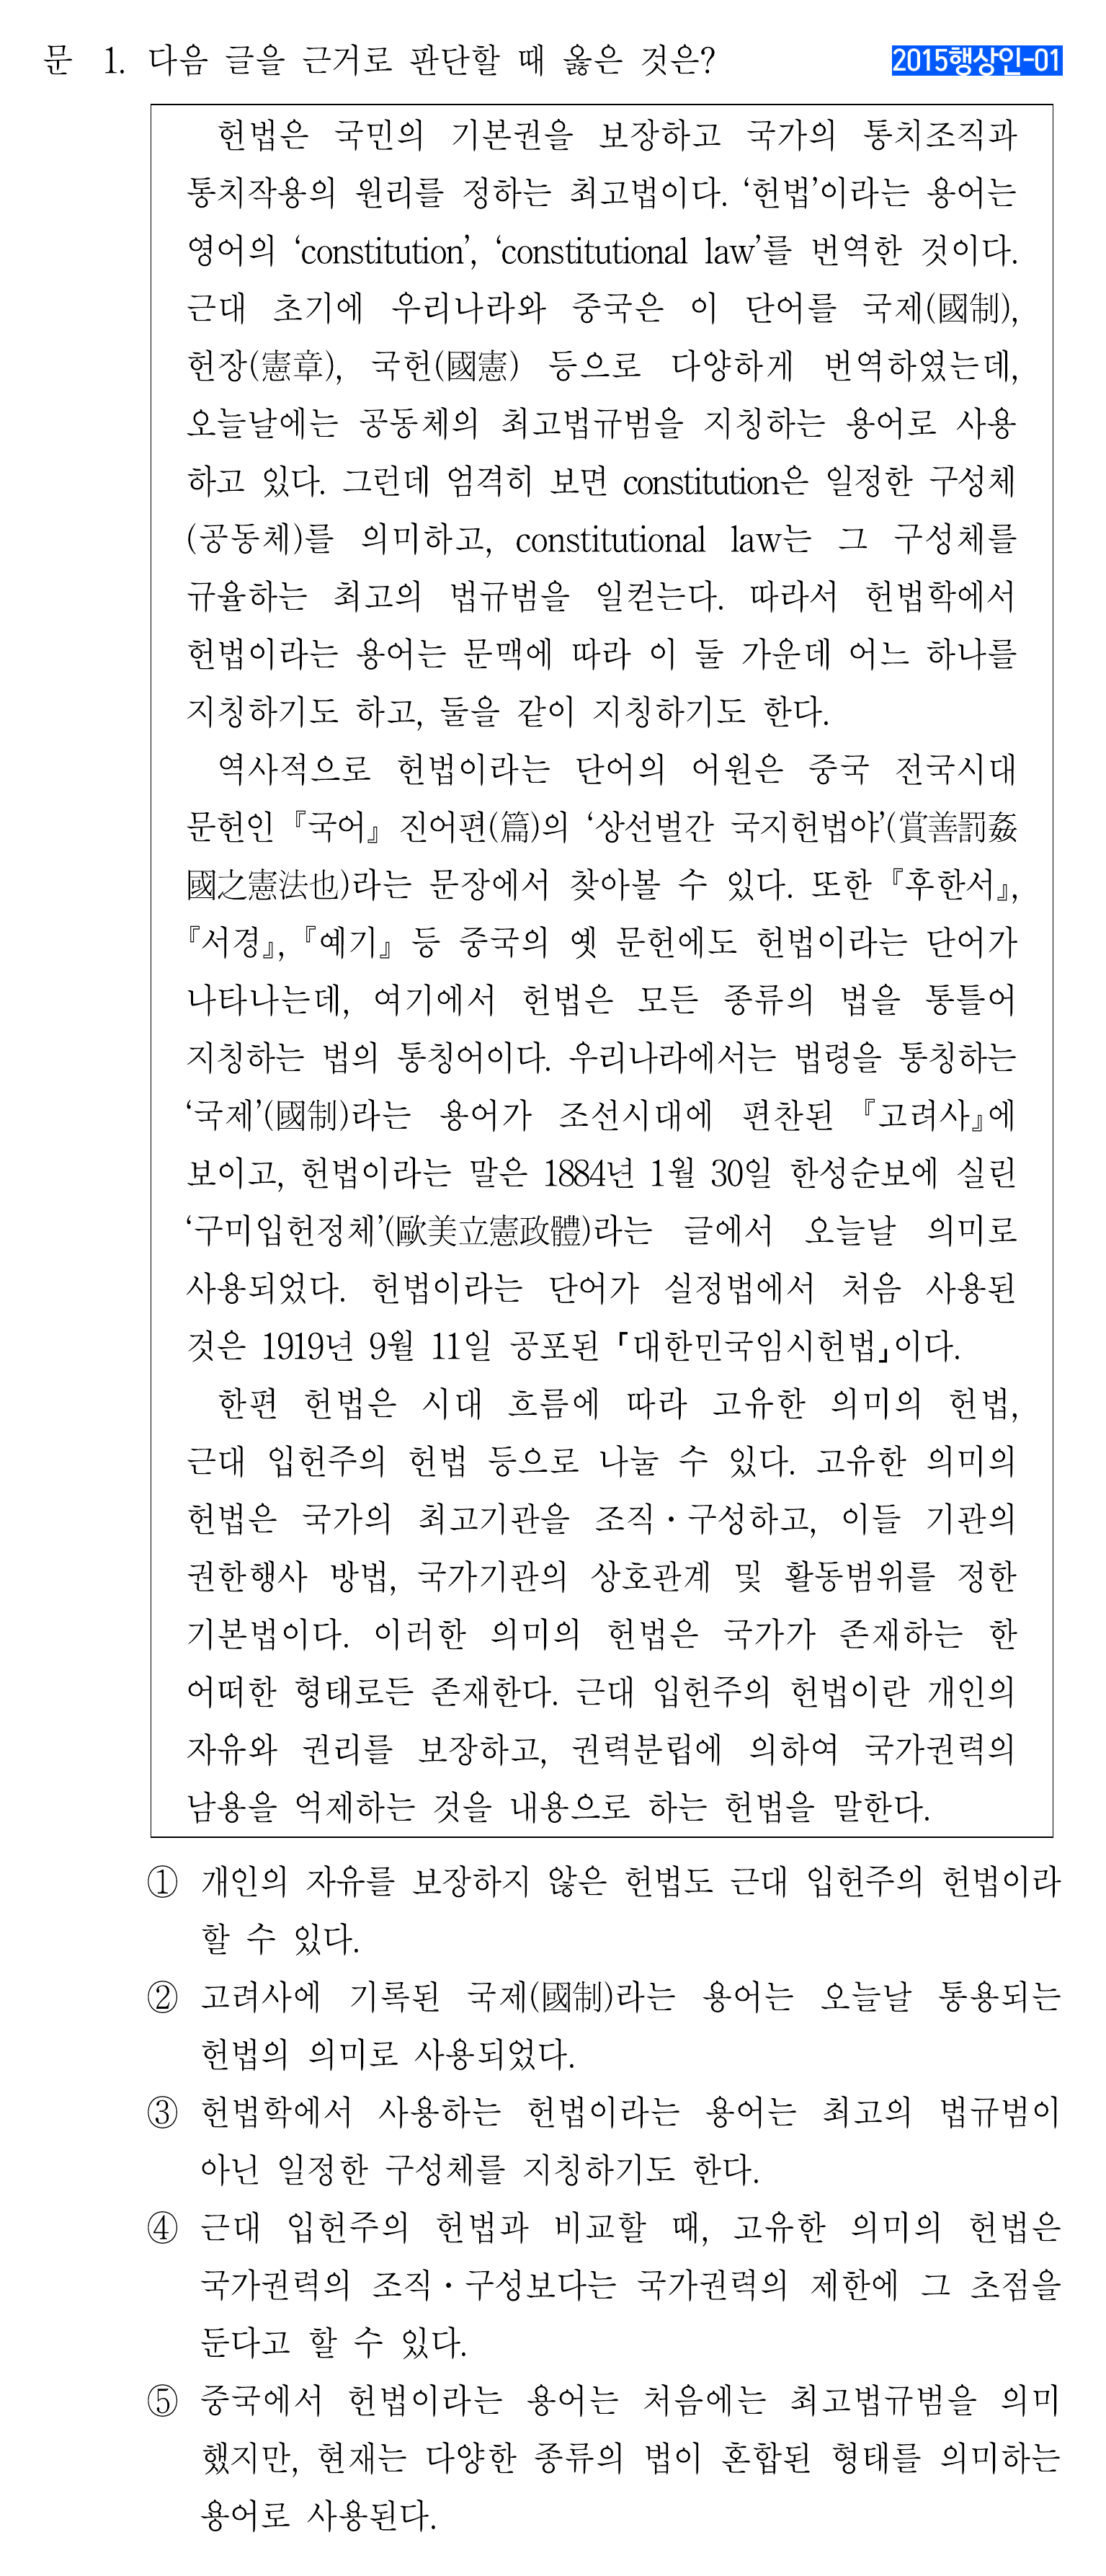 문 1. 다음 글을 근거로 판단할 때 옳은 것은?
2015행상인-01
헌법은 국민의 기본권을 보장하고 국가의 통치조직과
통치작용의 원리를 정하는 최고법이다. ‘헌법’이라는 용어는
영어의 ‘constitution’, ‘constitutional law’를 번역한 것이다.
근대 초기에 우리나라와 중국은 이 단어를 국제(國制),
헌장(憲章), 국헌(國憲) 등으로 다양하게 번역하였는데,
오늘날에는 공동체의 최고법규범을 지칭하는 용어로 사용
하고 있다. 그런데 엄격히 보면 constitution은 일정한 구성체
(공동체)를 의미하고, constitutional law는 그 구성체를
규율하는 최고의 법규범을 일컫는다. 따라서 헌법학에서
헌법이라는 용어는 문맥에 따라 이 둘 가운데 어느 하나를
지칭하기도 하고, 둘을 같이 지칭하기도 한다.
역사적으로 헌법이라는 단어의 어원은 중국 전국시대
문헌인 『국어』 진어편(篇)의 ‘상선벌간 국지헌법야’(賞善罰姦
國之憲法也)라는 문장에서 찾아볼 수 있다. 또한 『후한서』,
『서경』, 『예기』 등 중국의 옛 문헌에도 헌법이라는 단어가
나타나는데, 여기에서 헌법은 모든 종류의 법을 통틀어
지칭하는 법의 통칭어이다. 우리나라에서는 법령을 통칭하는
‘국제’(國制)라는 용어가 조선시대에 편찬된 『고려사』에
보이고, 헌법이라는 말은 1884년 1월 30일 한성순보에 실린
‘구미입헌정체’(歐美立憲政體)라는 글에서 오늘날 의미로
사용되었다. 헌법이라는 단어가 실정법에서 처음 사용된
것은 1919년 9월 11일 공포된 「대한민국임시헌법」이다.
한편 헌법은 시대 흐름에 따라 고유한 의미의 헌법,
근대 입헌주의 헌법 등으로 나눌 수 있다. 고유한 의미의
헌법은 국가의 최고기관을 조직·구성하고, 이들 기관의
권한행사 방법, 국가기관의 상호관계 및 활동범위를 정한
기본법이다. 이러한 의미의 헌법은 국가가 존재하는 한
어떠한 형태로든 존재한다. 근대 입헌주의 헌법이란 개인의
자유와 권리를 보장하고, 권력분립에 의하여 국가권력의
남용을 억제하는 것을 내용으로 하는 헌법을 말한다.
① 개인의 자유를 보장하지 않은 헌법도 근대 입헌주의 헌법이라
할 수 있다.
② 고려사에 기록된 국제(國制)라는 용어는 오늘날 통용되는
헌법의 의미로 사용되었다.
③ 헌법학에서 사용하는 헌법이라는 용어는 최고의 법규범이
아닌 일정한 구성체를 지칭하기도 한다.
④ 근대 입헌주의 헌법과 비교할 때, 고유한 의미의 헌법은
국가권력의 조직·구성보다는 국가권력의 제한에 그 초점을
둔다고 할 수 있다.
⑤ 중국에서 헌법이라는 용어는 처음에는 최고법규범을 의미
했지만, 현재는 다양한 종류의 법이 혼합된 형태를 의미하는
용어로 사용된다.